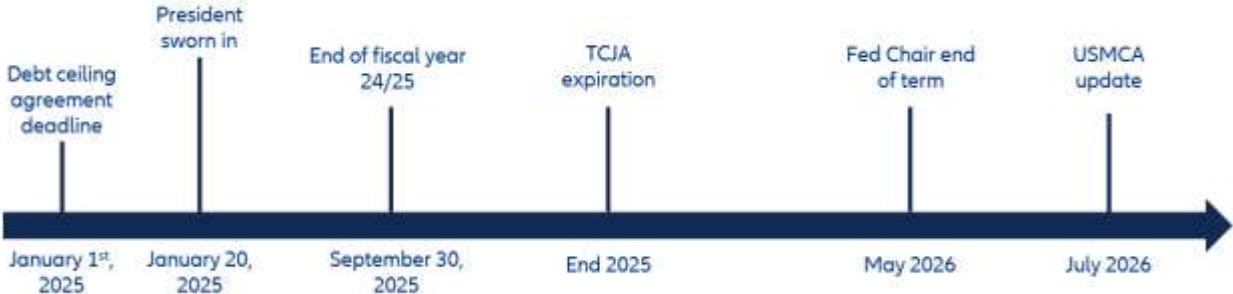 Debt ceiling
agreement
deadline
President
sworn in
End of fiscal year
24/25
TCJA
expiration
Fed Chair end
of term
USMCA
update
January 1st,
2025
January 20,
2025
September 30,
2025
End 2025
May 2026
July 2026